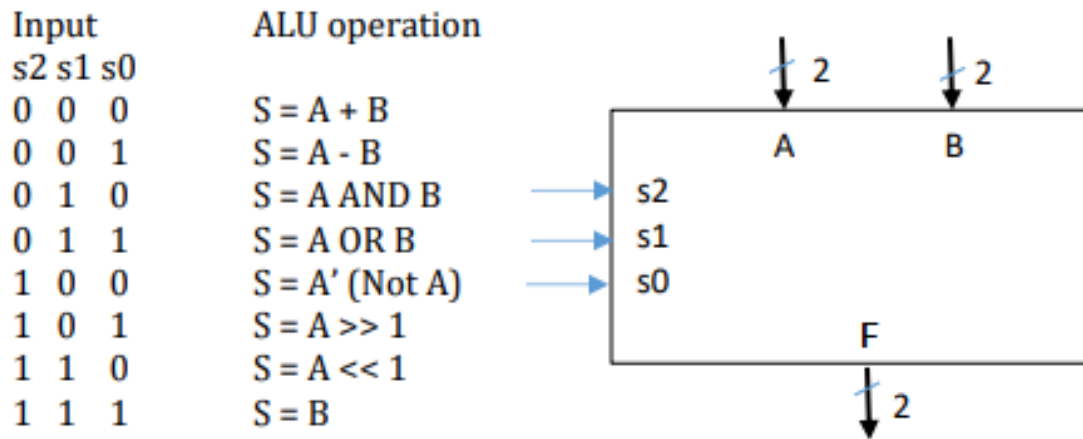 Input ALU operation
s2 s1 s0
0 0 0 S = A + B
0 0 1 S = A - B
0 1 0 S = A AND B
0 1 1 S = A OR B
1 0 0 S = A’ (Not A)
1 0 1 S = A >> 1
1 1 0 S = A << 1
1 1 1 S = B
2 2
A B
s2
s1
s0
F
2